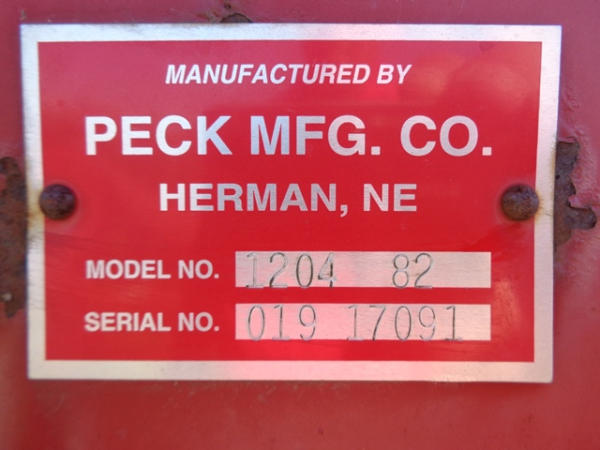 MANUFACTURED BY
PECK MFG. CO.
HERMAN, NE
MODEL NO. 1204 82
SERIAL NO. 019 17091